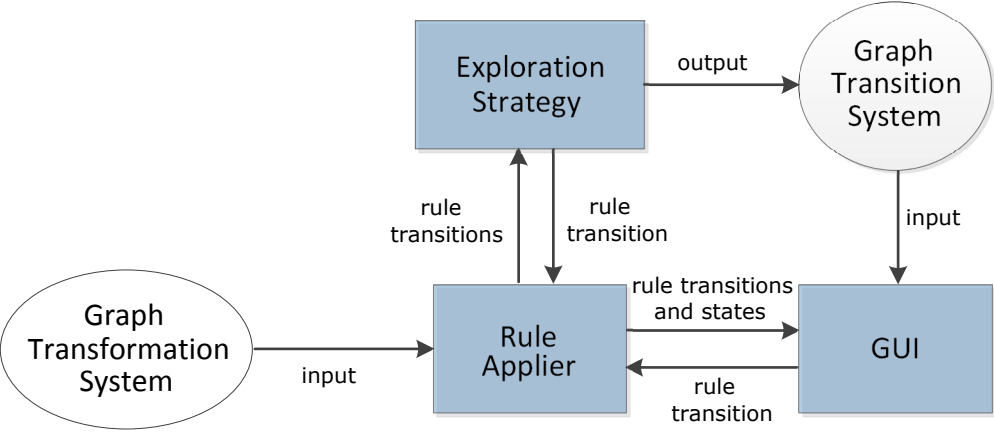 Exploration
Strategy
output
Graph
Transition
System
rule
transitions
rule
transition
input
Graph
Transformation
System
input
Rule
Applier
rule transitions
and states
rule
transition
GUI